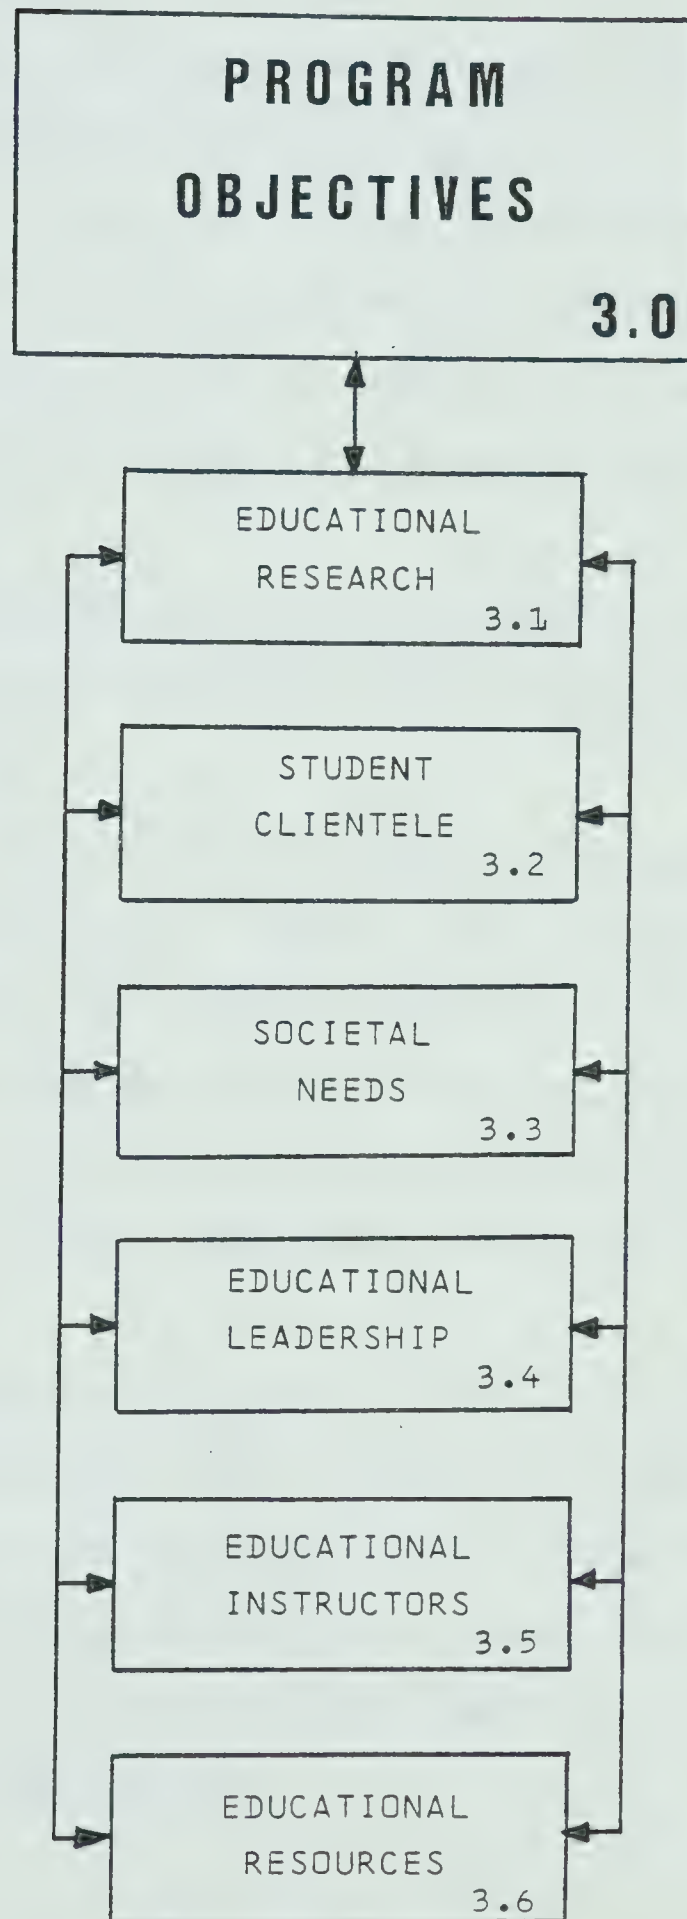 PROGRAM
OBJECTIVES
3.0
EDUCATIONAL
RESEARCH
3.1
STUDENT
CLIENTELE
3.2
SOCIETAL
NEEDS
3.3
EDUCATIONAL
LEADERSHIP
3.4
EDUCATIONAL
INSTRUCTORS
3.5
EDUCATIONAL
RESOURCES
3.6